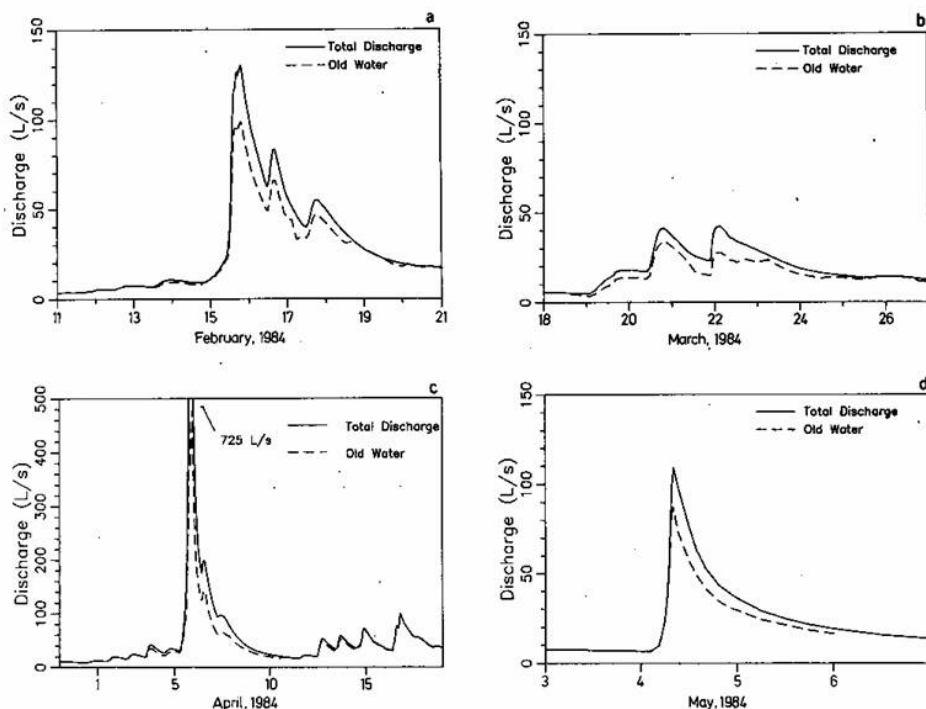 a
150
100
50
0
Discharge (L/s)
Total Discharge
Old Water
11 13 15 17 19 21
February, 1984
b
150
100
50
0
Discharge (L/s)
Total Discharge
Old Water
18 20 22 24 26
March, 1984
c
500
400
300
200
100
0
Discharge (L/s)
725 L/s
Total Discharge
Old Water
1 5 10 15
April, 1984
d
150
100
50
0
Discharge (L/s)
Total Discharge
Old Water
3 4 5 6
May, 1984